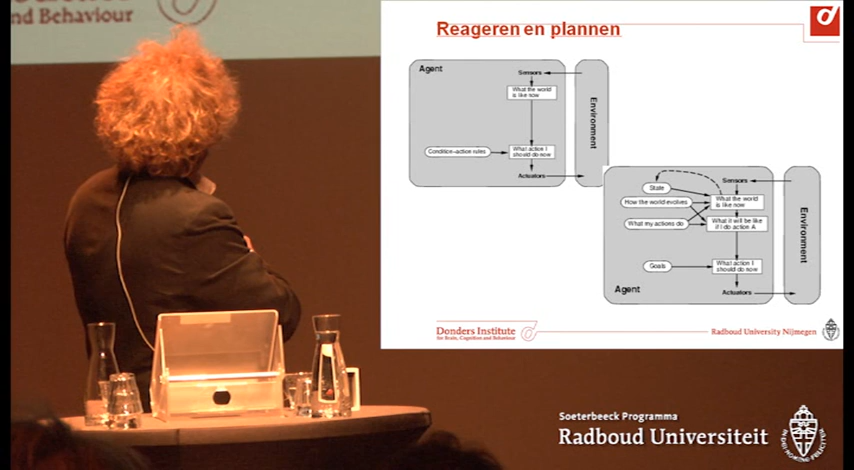 nd Behaviour
Reageren en plannen
Agent
Sensors
What the world
is like now
Condition–action rules
What action I
should do now
Actuators
Environment
Sensors
State
What the world
is like now
How the world evolves
What it will be like
if I do action A
What my actions do
Goals
What action I
should do now
Agent
Actuators
Environment
Donders Institute
for Brain, Cognition and Behaviour
Radboud University Nijmegen
Soeterbeeck Programma
Radboud Universiteit